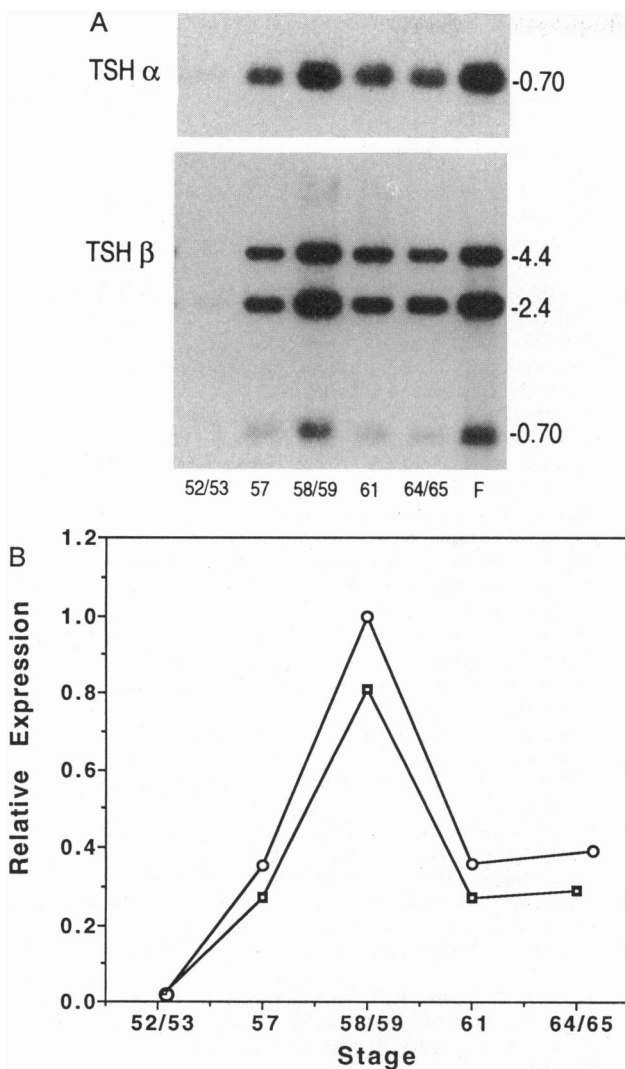 A
TSH α
-0.70
TSH β
-4.4
-2.4
-0.70
52/53 57 58/59 61 64/65 F
B
Relative Expression
1.2
1.0
0.8
0.6
0.4
0.2
0.0
52/53 57 58/59 61 64/65
Stage